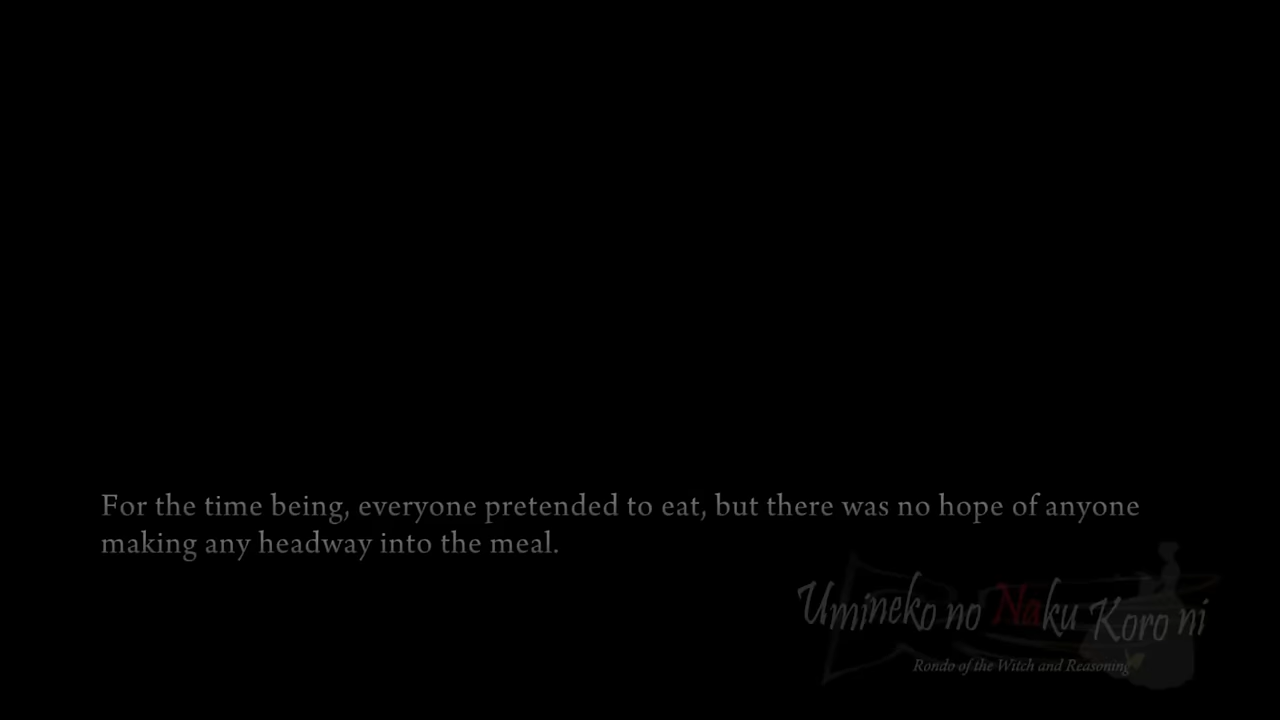 For the time being, everyone pretended to eat, but there was no hope of anyone
making any headway into the meal.
Umineko no Naku Koro ni
Rondo of the Witch and Reasoning